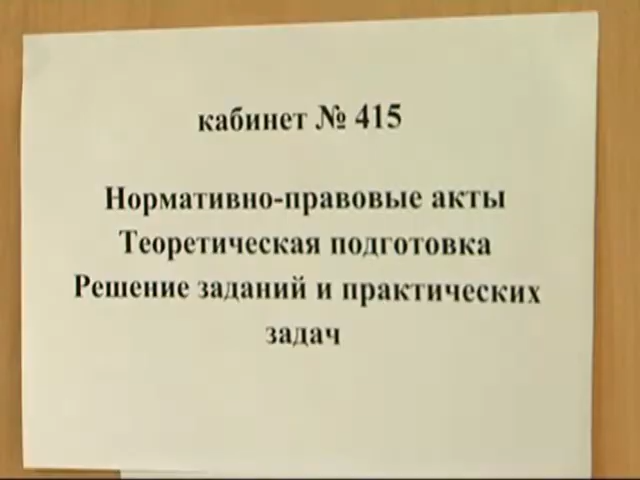 кабинет № 415
Нормативно-правовые акты
Теоретическая подготовка
Решение заданий и практических
задач